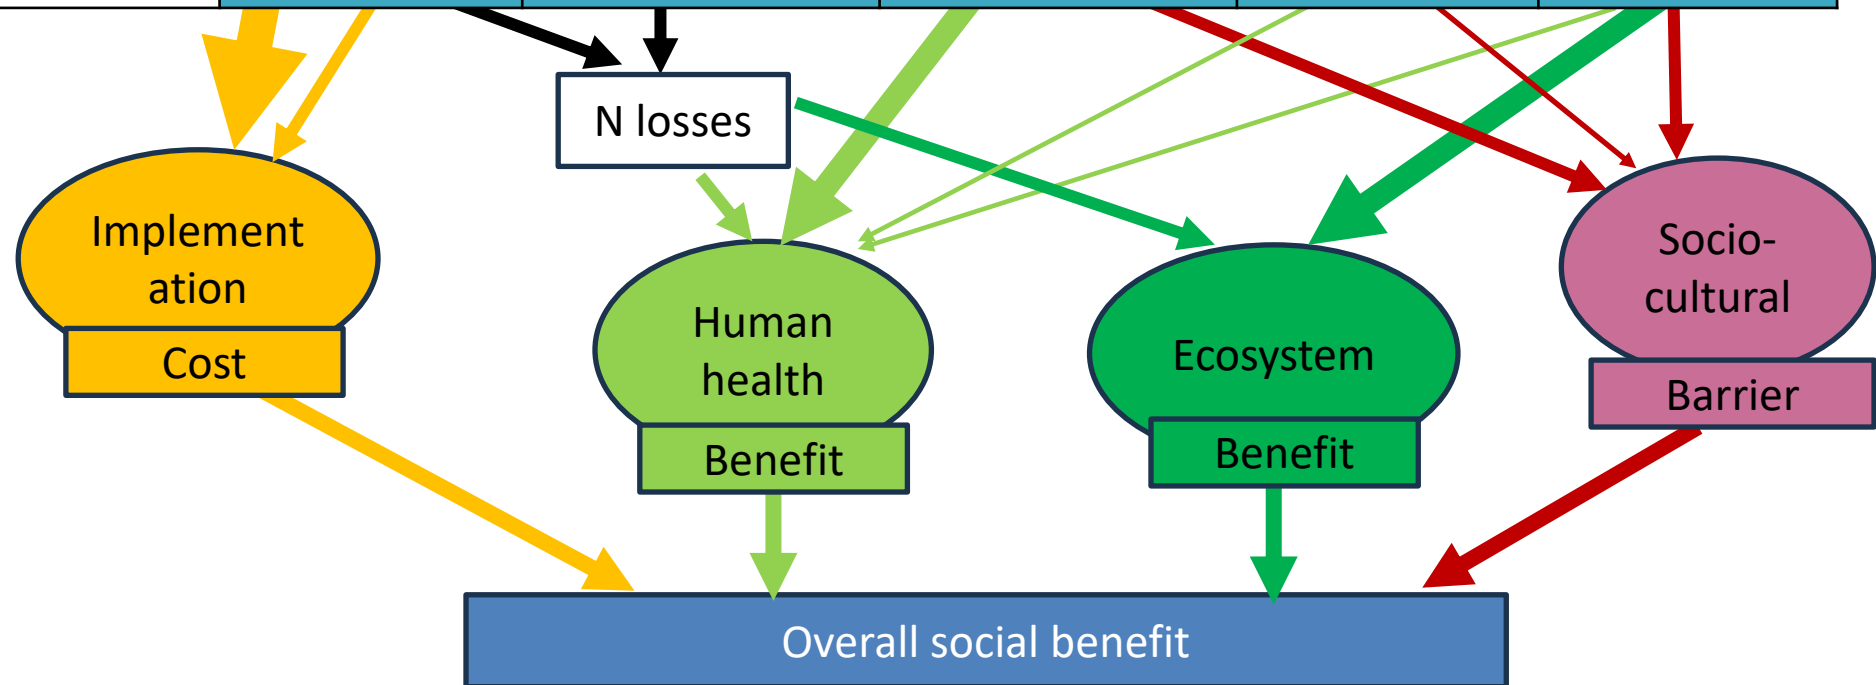 N losses
Implement
ation
Cost
Human
health
Benefit
Ecosystem
Benefit
Socio-
cultural
Barrier
Overall social benefit